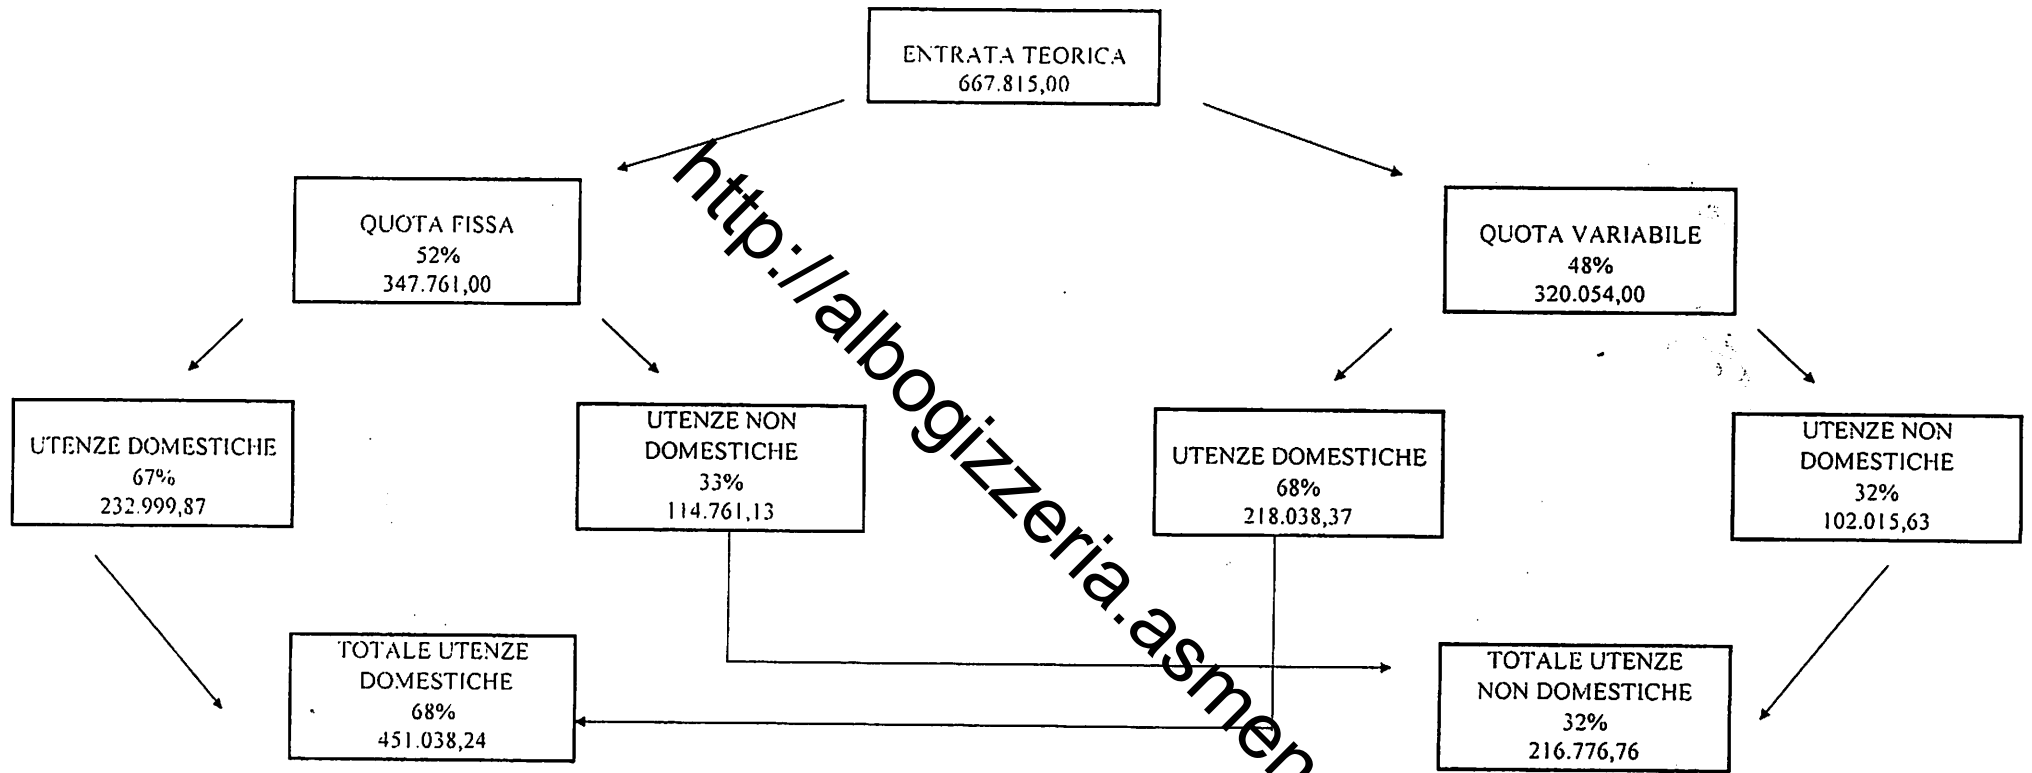 ENTRATA TEORICA
667.815,00
QUOTA FISSA
52%
347.761,00
QUOTA VARIABILE
48%
320.054,00
UTENZE DOMESTICHE
67%
232.999,87
UTENZE NON
DOMESTICHE
33%
114.761,13
UTENZE DOMESTICHE
68%
218.038,37
UTENZE NON
DOMESTICHE
32%
102.015,63
TOTALE UTENZE
DOMESTICHE
68%
451.038,24
TOTALE UTENZE
NON DOMESTICHE
32%
216.776,76
http://albogizzeria.asmen